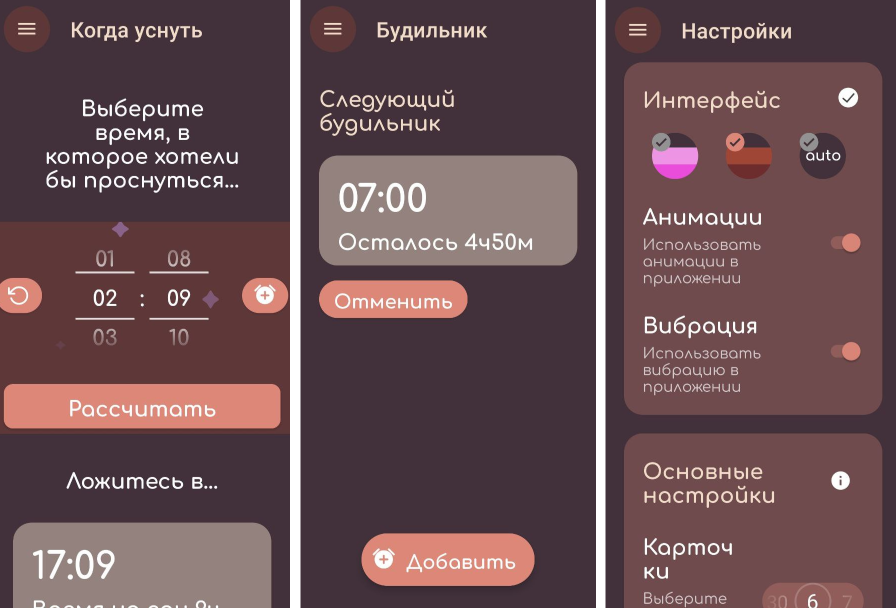 Когда уснуть
Выберите
время, в
которое хотели
бы проснуться...
01 08
02 : 09
03 10
Рассчитать
Ложитесь в...
17:09
Время на сон 9ч
Будильник
Следующий
будильник
07:00
Осталось 4ч50м
Отменить
Добавить
Настройки
Интерфейс
auto
Анимации
Использовать
анимации в
приложении
Вибрация
Использовать
вибрацию в
приложении
Основные
настройки
Карточ
ки
Выберите
30 6 7